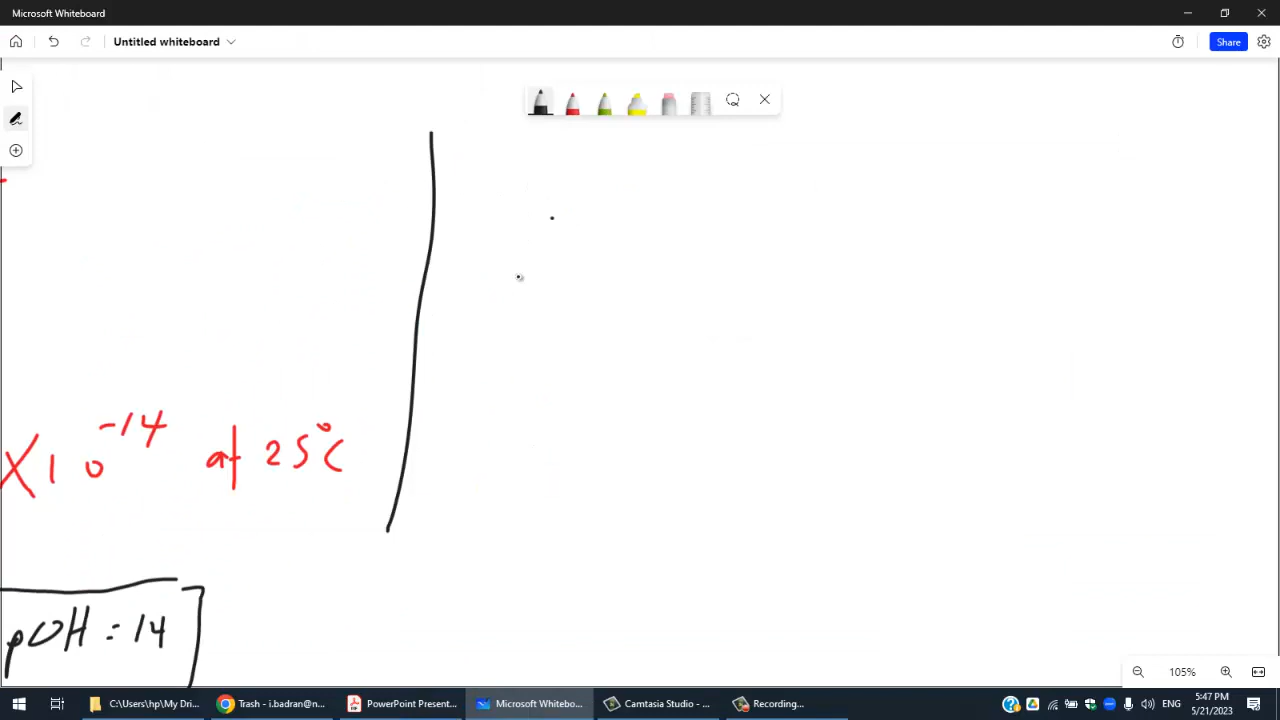 Microsoft Whiteboard
Untitled whiteboard
Share
X10⁻¹⁴ at 25°C
pOH = 14
105%
C:\Users\hp\My Dri...
Trash - i.badran@n...
PowerPoint Present...
Microsoft Whiteboa...
Camtasia Studio - ...
Recording...
ENG
5:47 PM
5/21/2023